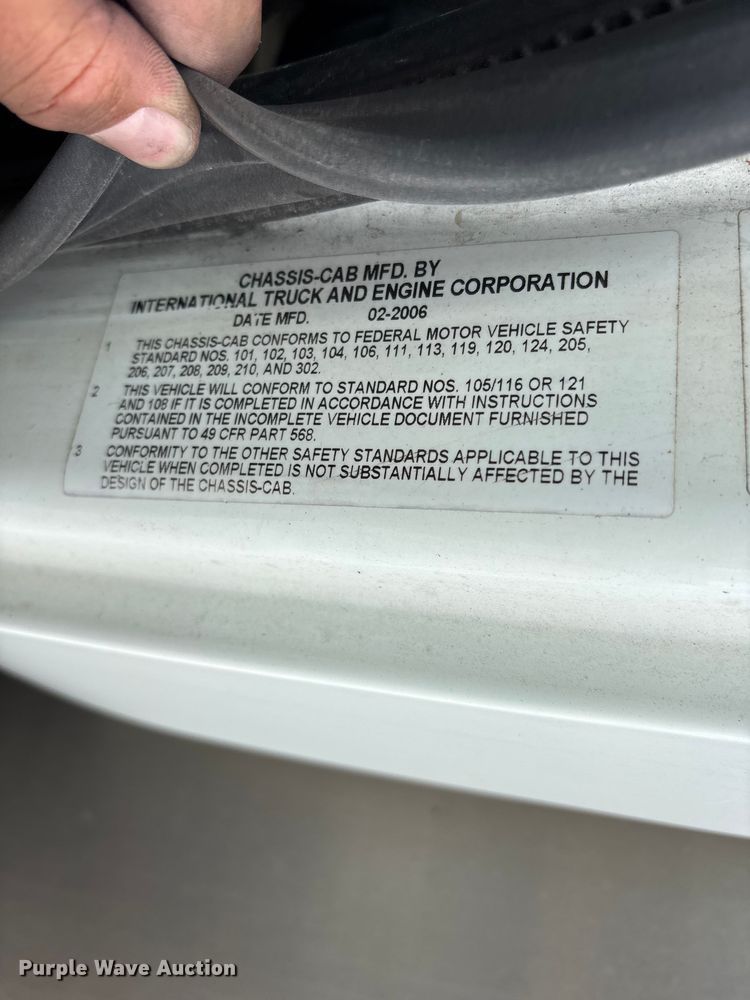 CHASSIS-CAB MFD. BY
INTERNATIONAL TRUCK AND ENGINE CORPORATION
DATE MFD. 02-2006
1 THIS CHASSIS-CAB CONFORMS TO FEDERAL MOTOR VEHICLE SAFETY
STANDARD NOS. 101, 102, 103, 104, 106, 111, 113, 119, 120, 124, 205,
206, 207, 208, 209, 210, AND 302.
2 THIS VEHICLE WILL CONFORM TO STANDARD NOS. 105/116 OR 121
AND 108 IF IT IS COMPLETED IN ACCORDANCE WITH INSTRUCTIONS
CONTAINED IN THE INCOMPLETE VEHICLE DOCUMENT FURNISHED
PURSUANT TO 49 CFR PART 568.
3 CONFORMITY TO THE OTHER SAFETY STANDARDS APPLICABLE TO THIS
VEHICLE WHEN COMPLETED IS NOT SUBSTANTIALLY AFFECTED BY THE
DESIGN OF THE CHASSIS-CAB.
Purple Wave Auction